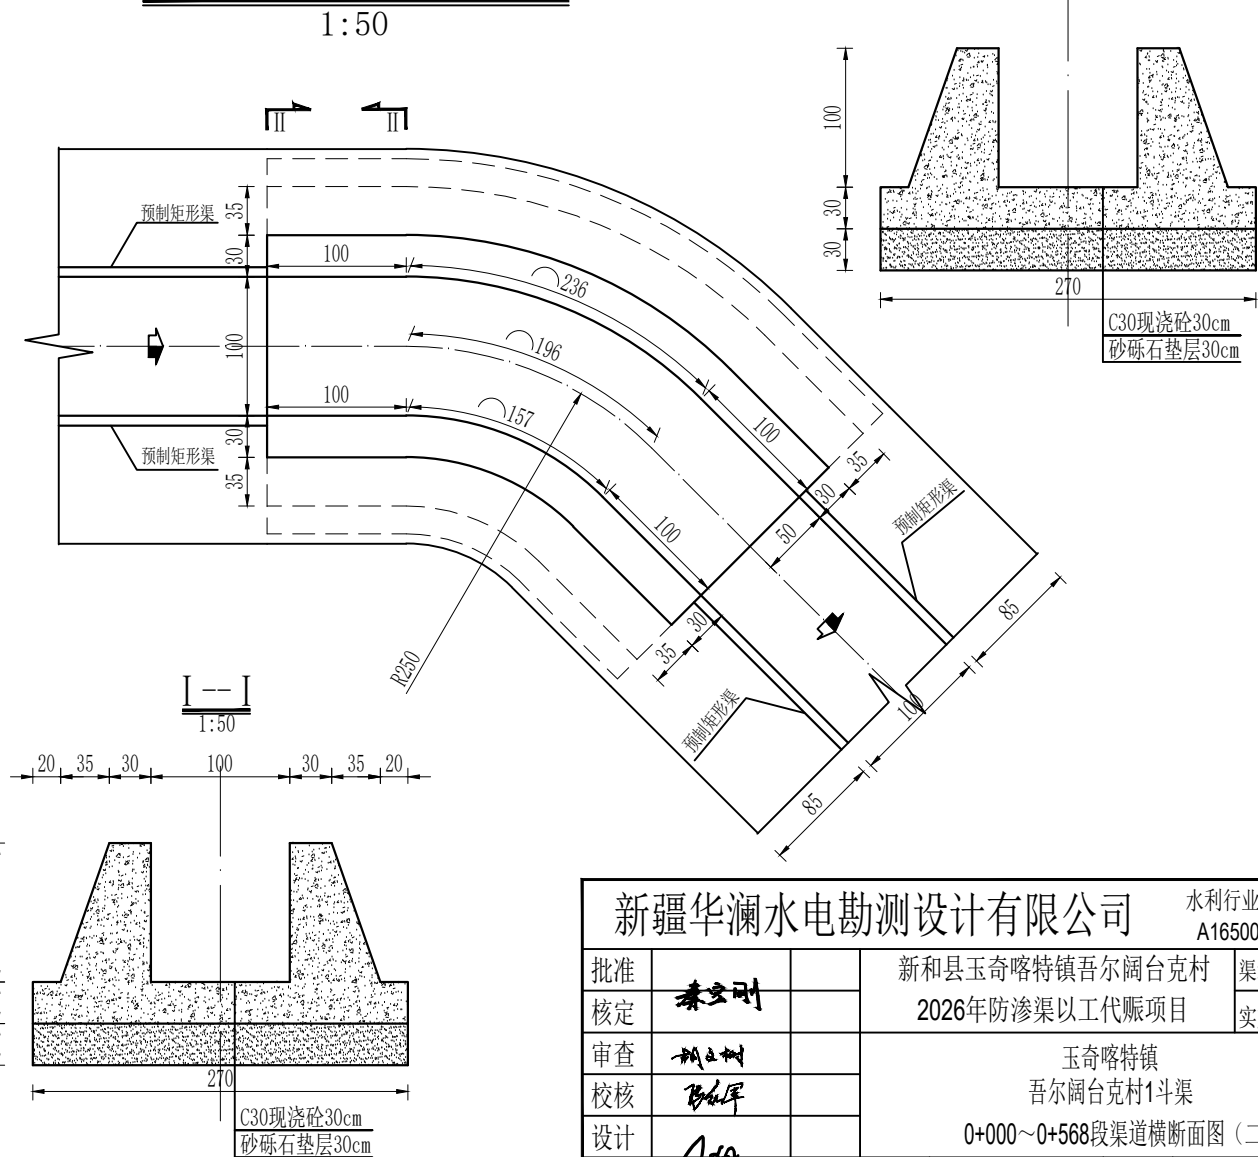 1:50
II II
100
30
30
270
C30现浇砼30cm
砂砾石垫层30cm
预制矩形渠
35
30
100
236
196
100
100
157
30
35
预制矩形渠
100
100
35
30
50
预制矩形渠
30
35
R250
预制矩形渠
85
100
85
I--I
1:50
20 35 30 100 30 35 20
270
C30现浇砼30cm
砂砾石垫层30cm
新疆华澜水电勘测设计有限公司
水利行业
A16500
批准
核定
审查
校核
设计
新和县玉奇喀特镇吾尔阔台克村
2026年防渗渠以工代赈项目
渠
实
玉奇喀特镇
吾尔阔台克村1斗渠
0+000～0+568段渠道横断面图（二